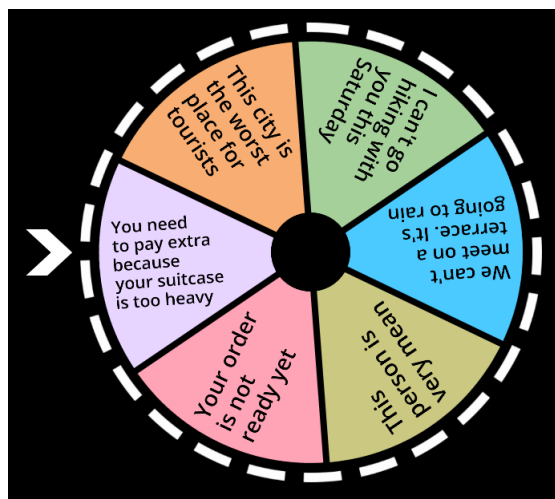 This city is
the worst
place for
tourists
I can't go
hiking with
you this
Saturday
We can't
meet on a
terrace. It's
going to rain
This
person is
very mean
Your order
is not
ready yet
You need
to pay extra
because
your suitcase
is too heavy